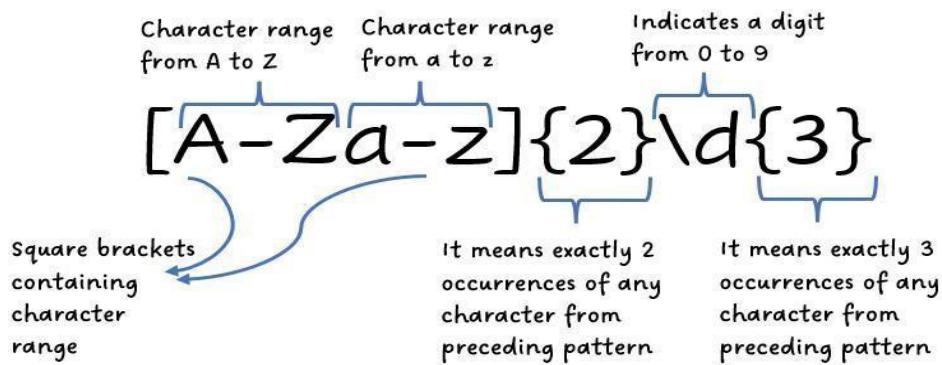 Character range
from A to Z
Character range
from a to z
Indicates a digit
from 0 to 9
[A-Za-z]{2}\d{3}
Square brackets
containing
character
range
It means exactly 2
occurrences of any
character from
preceding pattern
It means exactly 3
occurrences of any
character from
preceding pattern